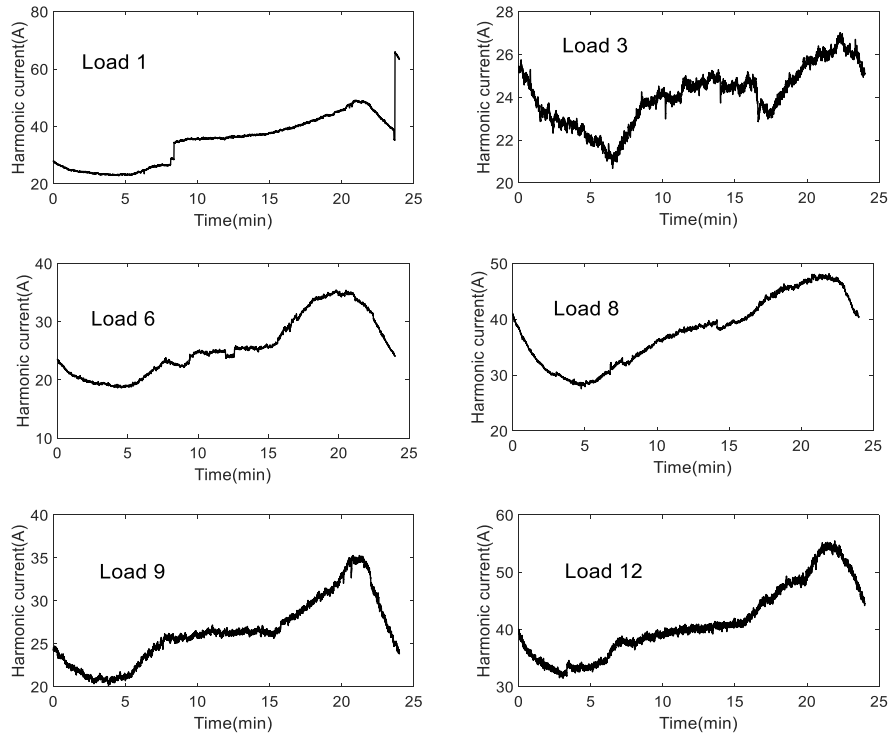 80
60
40
20
Harmonic current(A)
Load 1
0 5 10 15 20 25
Time(min)
28
26
24
22
20
Harmonic current(A)
Load 3
0 5 10 15 20 25
Time(min)
40
30
20
10
Harmonic current(A)
Load 6
0 5 10 15 20 25
Time(min)
50
40
30
20
Harmonic current(A)
Load 8
0 5 10 15 20 25
Time(min)
40
35
30
25
20
Harmonic current(A)
Load 9
0 5 10 15 20 25
Time(min)
60
50
40
30
Harmonic current(A)
Load 12
0 5 10 15 20 25
Time(min)